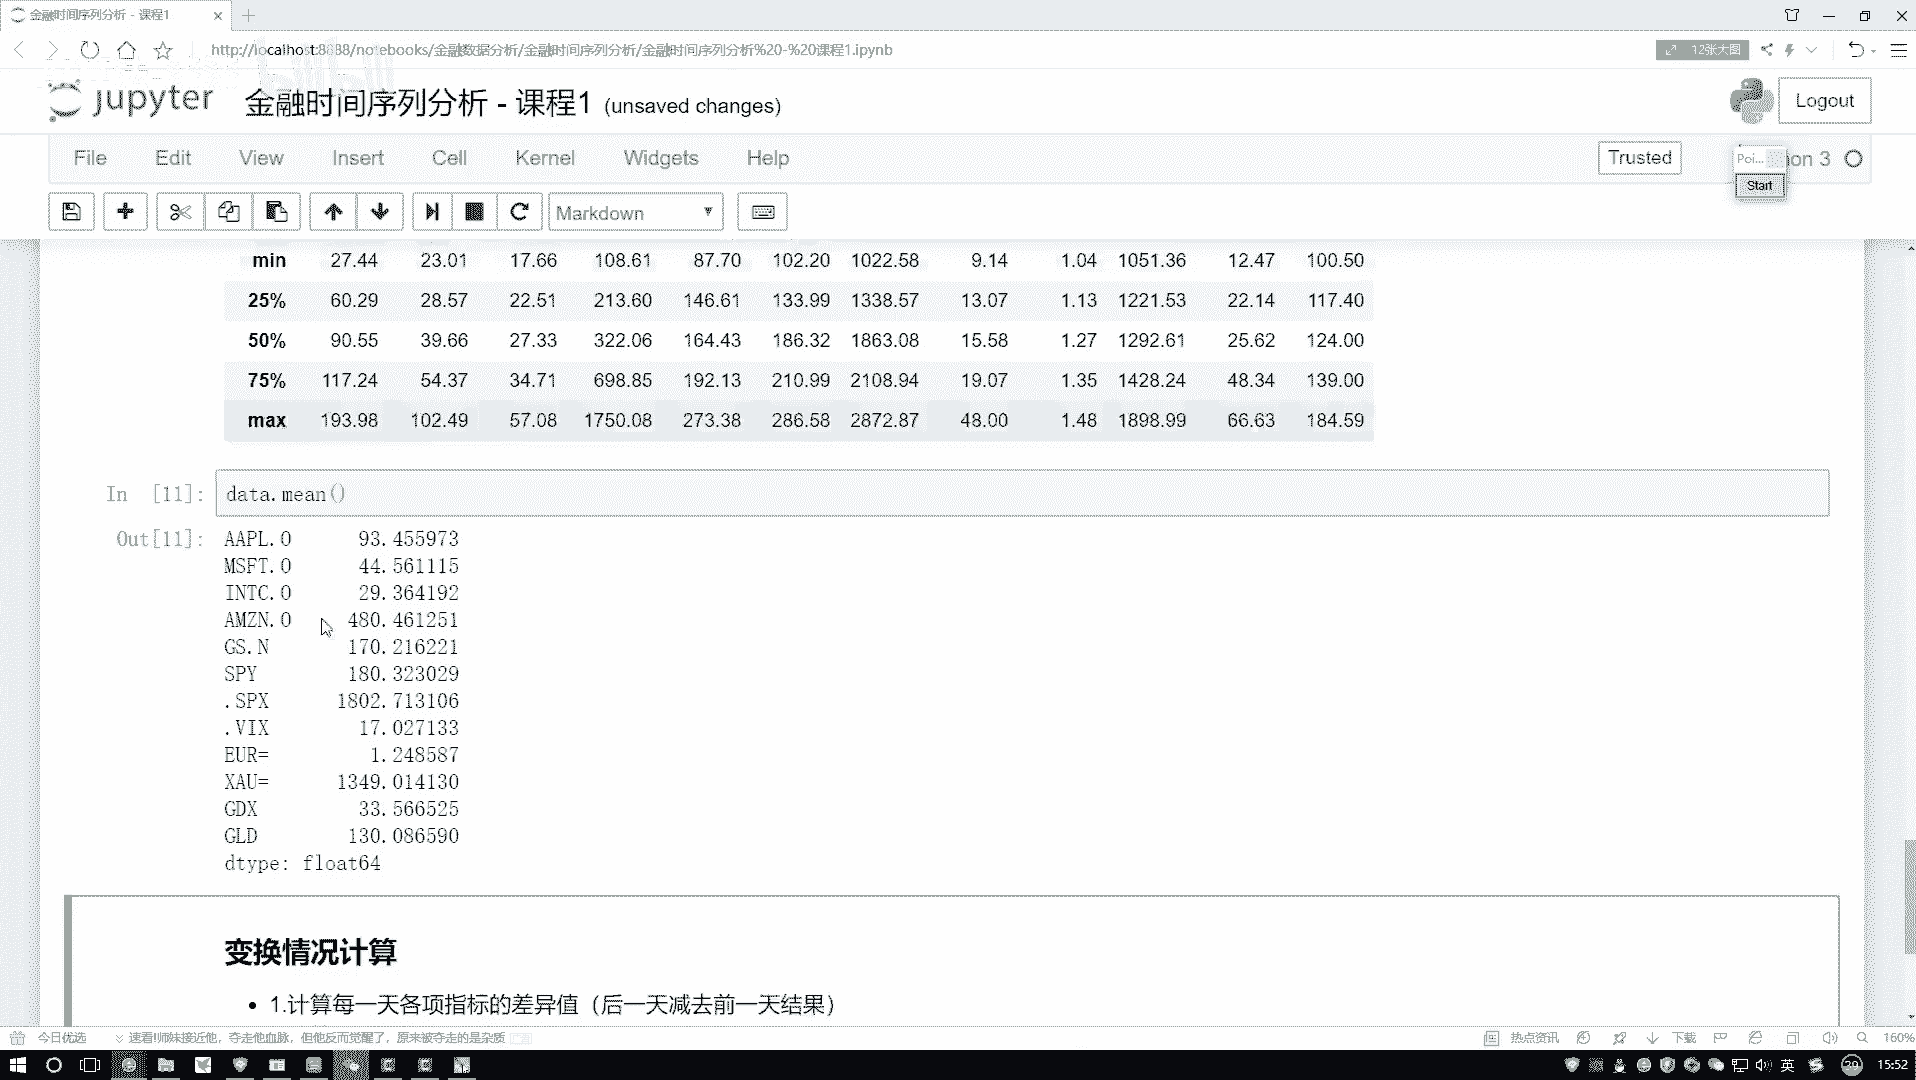 金融时间序列分析 - 课程1
http://localhost:8888/notebooks/金融数据分析/金融时间序列分析/金融时间序列分析%20-%20课程1.ipynb
12张大图
jupyter 金融时间序列分析 - 课程1 (unsaved changes)
Logout
File Edit View Insert Cell Kernel Widgets Help
Trusted
Poi... on 3
Start
Markdown
min 27.44 23.01 17.66 108.61 87.70 102.20 1022.58 9.14 1.04 1051.36 12.47 100.50
25% 60.29 28.57 22.51 213.60 146.61 133.99 1338.57 13.07 1.13 1221.53 22.14 117.40
50% 90.55 39.66 27.33 322.06 164.43 186.32 1863.08 15.58 1.27 1292.61 25.62 124.00
75% 117.24 54.37 34.71 698.85 192.13 210.99 2108.94 19.07 1.35 1428.24 48.34 139.00
max 193.98 102.49 57.08 1750.08 273.38 286.58 2872.87 48.00 1.48 1898.99 66.63 184.59
In [11]: data.mean()
Out[11]: AAPL.O 93.455973
MSFT.O 44.561115
INTC.O 29.364192
AMZN.O 480.461251
GS.N 170.216221
SPY 180.323029
.SPX 1802.713106
.VIX 17.027133
EUR= 1.248587
XAU= 1349.014130
GDX 33.566525
GLD 130.086590
dtype: float64
变换情况计算
• 1.计算每一天各项指标的差异值（后一天减去前一天结果）
今日优选 速看!师妹接近他，夺走他血脉，但他反而觉醒了，原来被夺走的是杂质
热点资讯 下载 160%
英 29 15:52